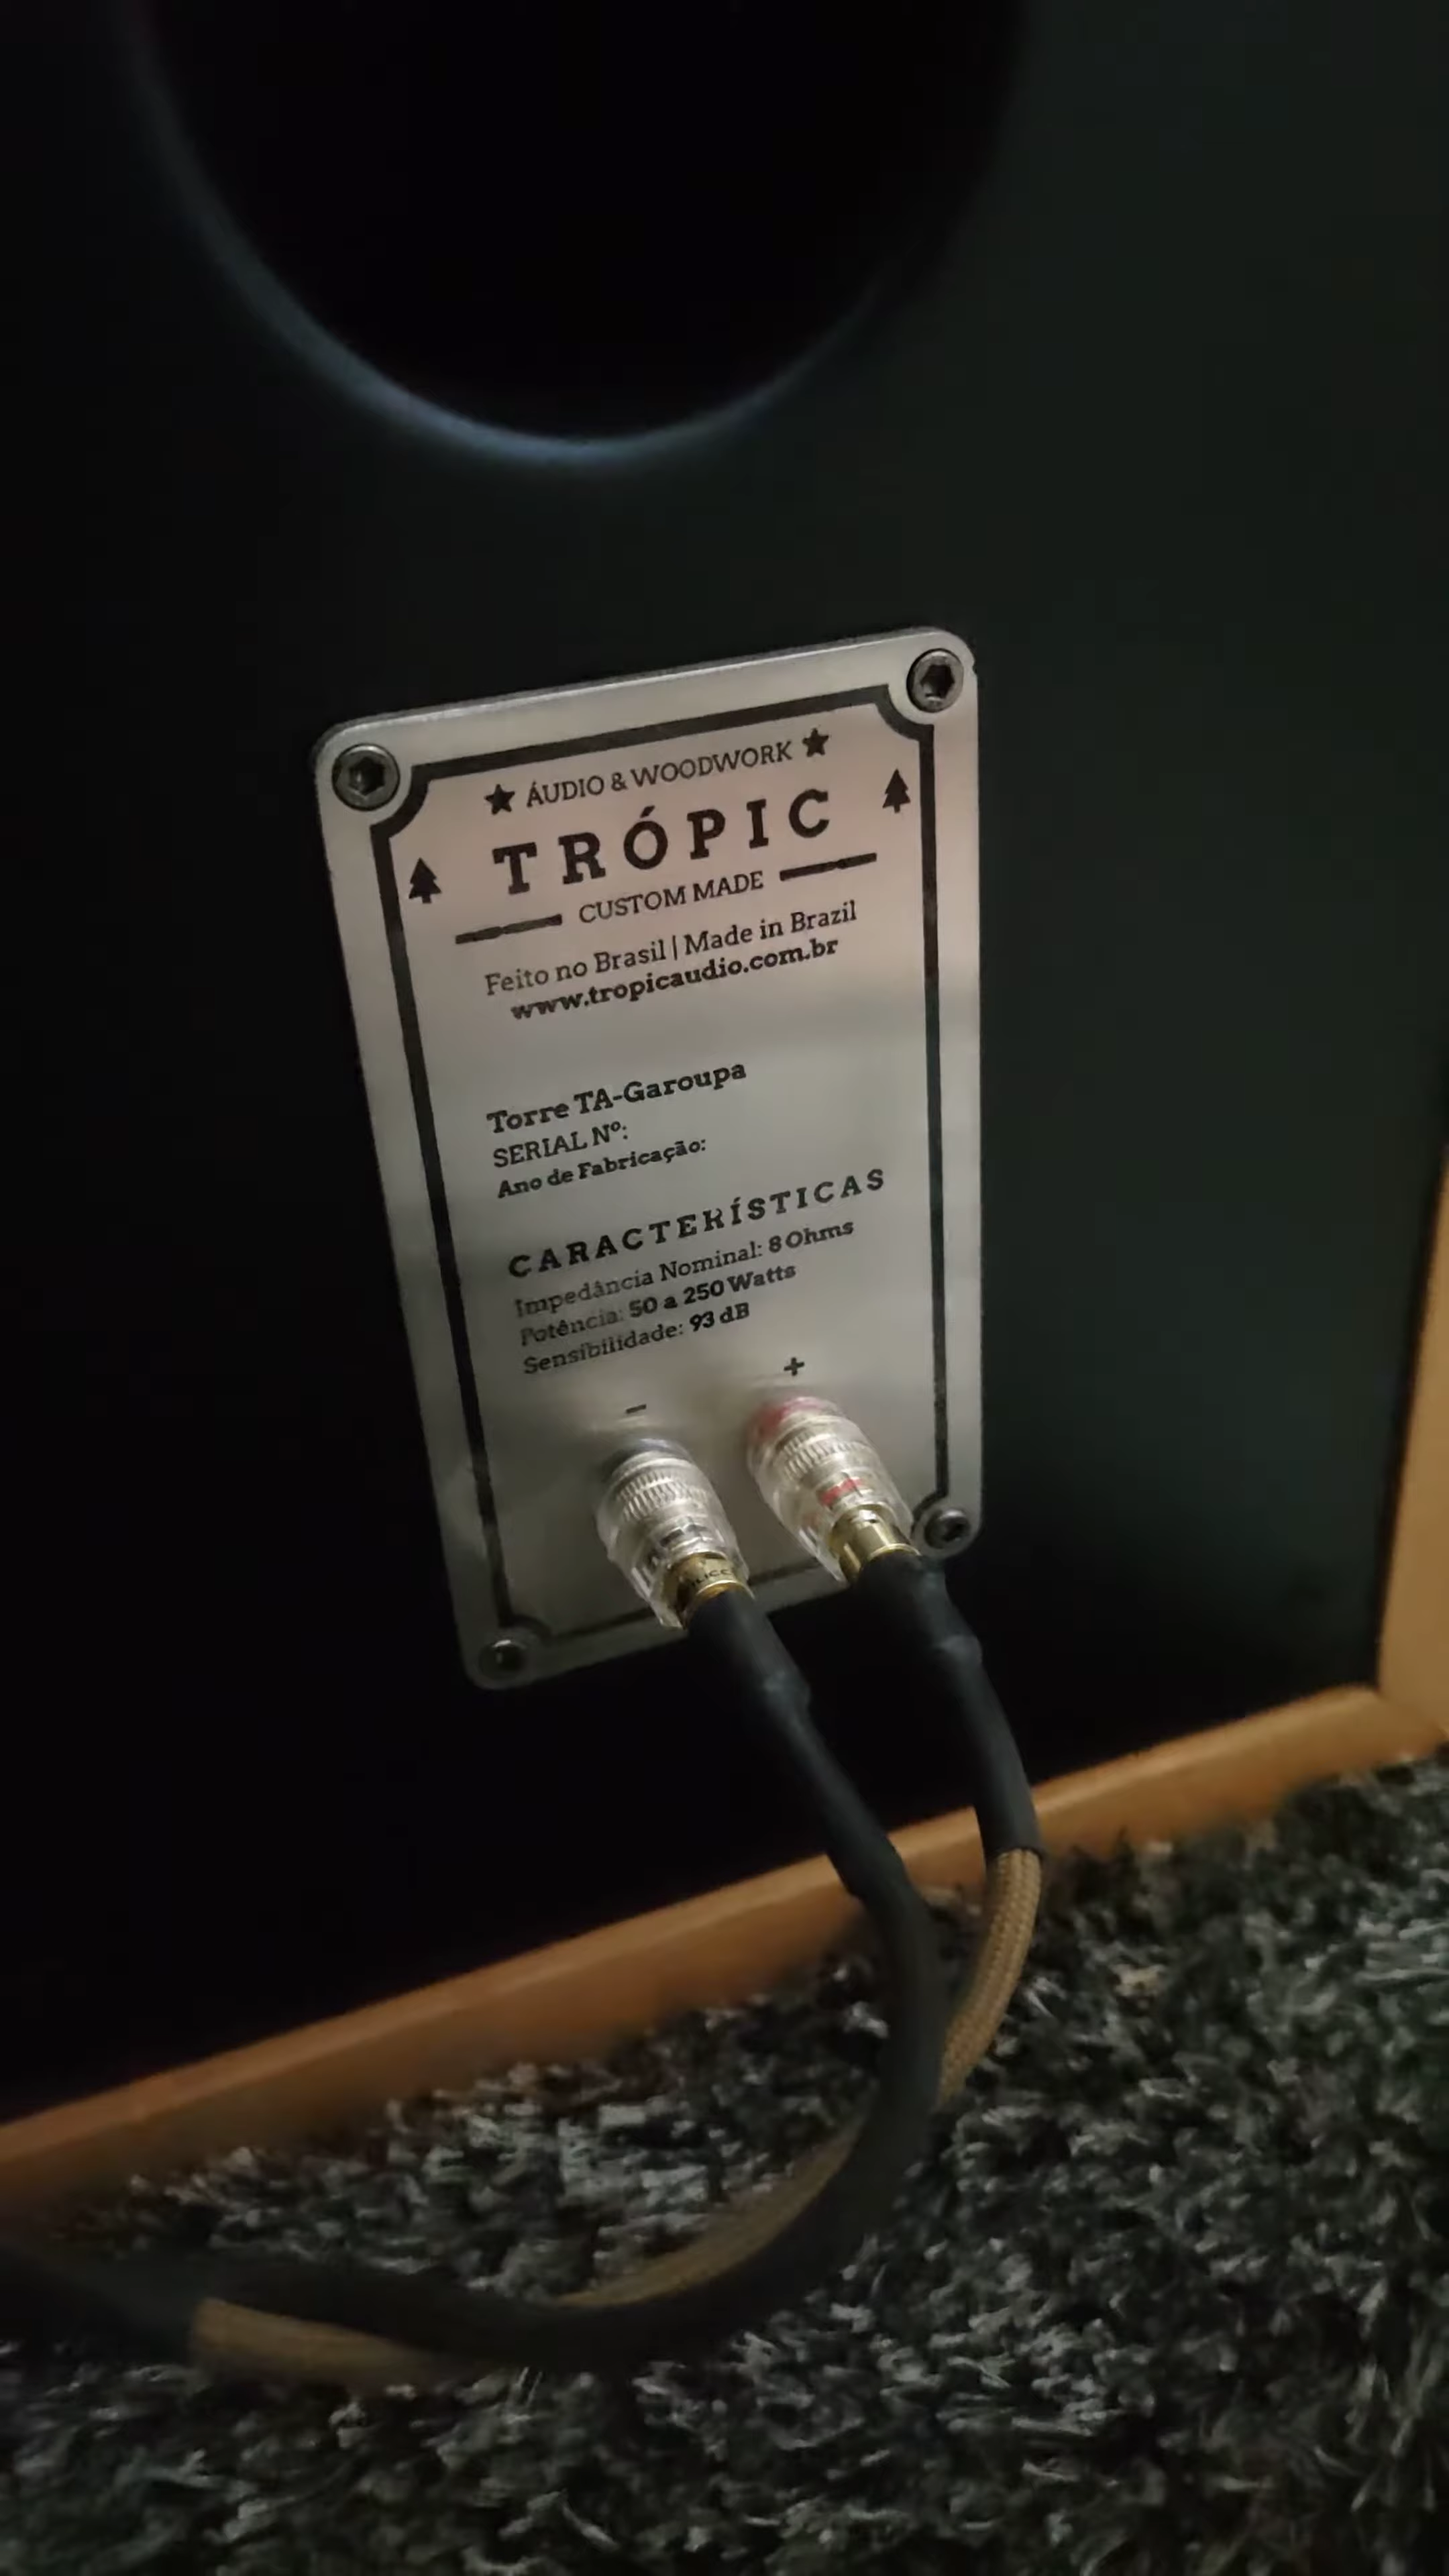 ★ ÁUDIO & WOODWORK ★
TRÓPIC
CUSTOM MADE
Feito no Brasil | Made in Brazil
www.tropicaudio.com.br
Torre TA-Garoupa
SERIAL Nº:
Ano de Fabricação:
CARACTERÍSTICAS
Impedância Nominal: 8 Ohms
Potência: 50 a 250 Watts
Sensibilidade: 93 dB
- +